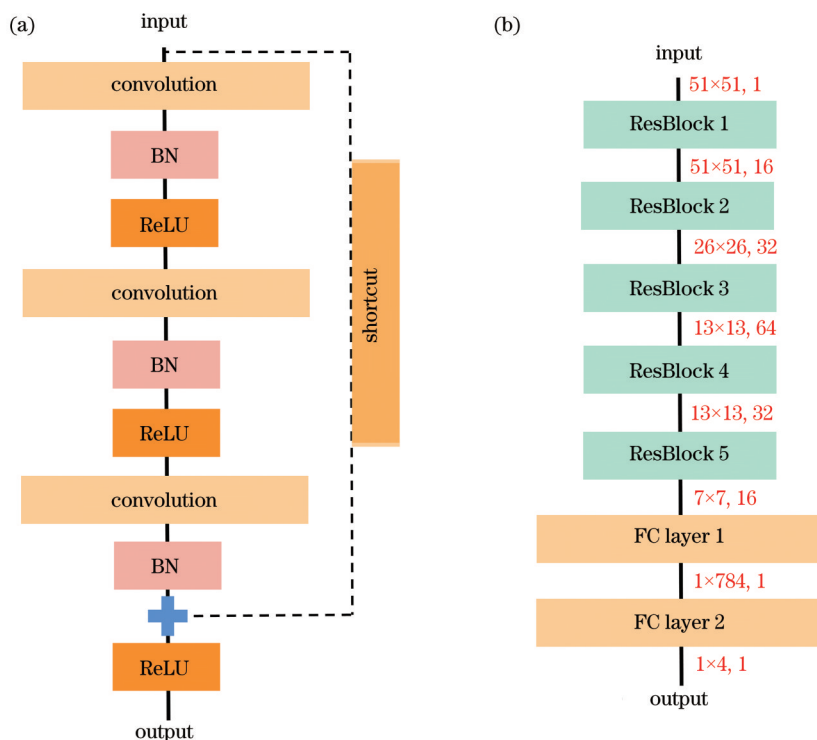 (a)
input
convolution
BN
ReLU
convolution
BN
ReLU
convolution
BN
ReLU
output
shortcut
(b)
input
51×51, 1
ResBlock 1
51×51, 16
ResBlock 2
26×26, 32
ResBlock 3
13×13, 64
ResBlock 4
13×13, 32
ResBlock 5
7×7, 16
FC layer 1
1×784, 1
FC layer 2
1×4, 1
output